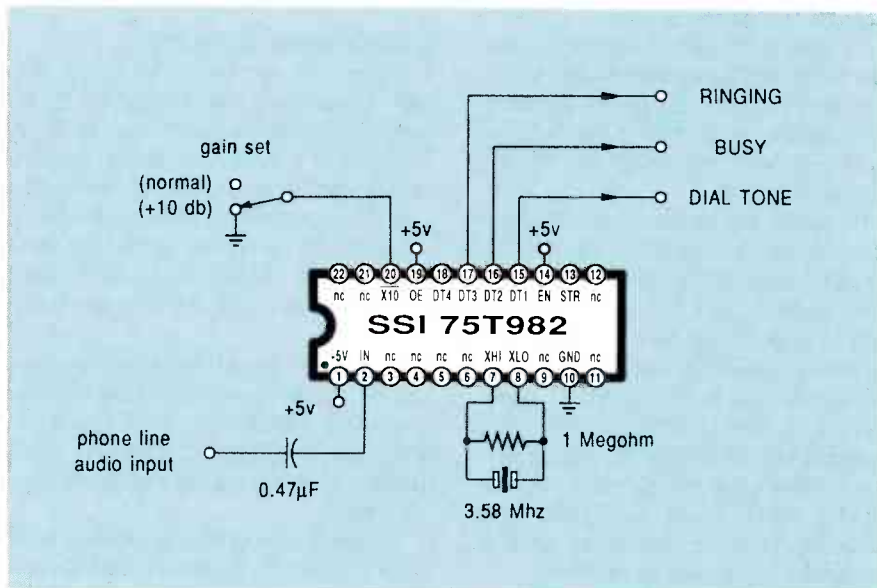 RINGING
BUSY
DIAL TONE
gain set
(normal)
(+10 db)
+5v
+5v
22 21 20 19 18 17 16 15 14 13 12
nc nc X10 OE DT4 DT3 DT2 DT1 EN STR nc
SSI 75T982
-5V IN nc nc nc nc XHI XLO nc GND nc
1 2 3 4 5 6 7 8 9 10 11
+5v
phone line
audio input
0.47μF
1 Megohm
3.58 Mhz